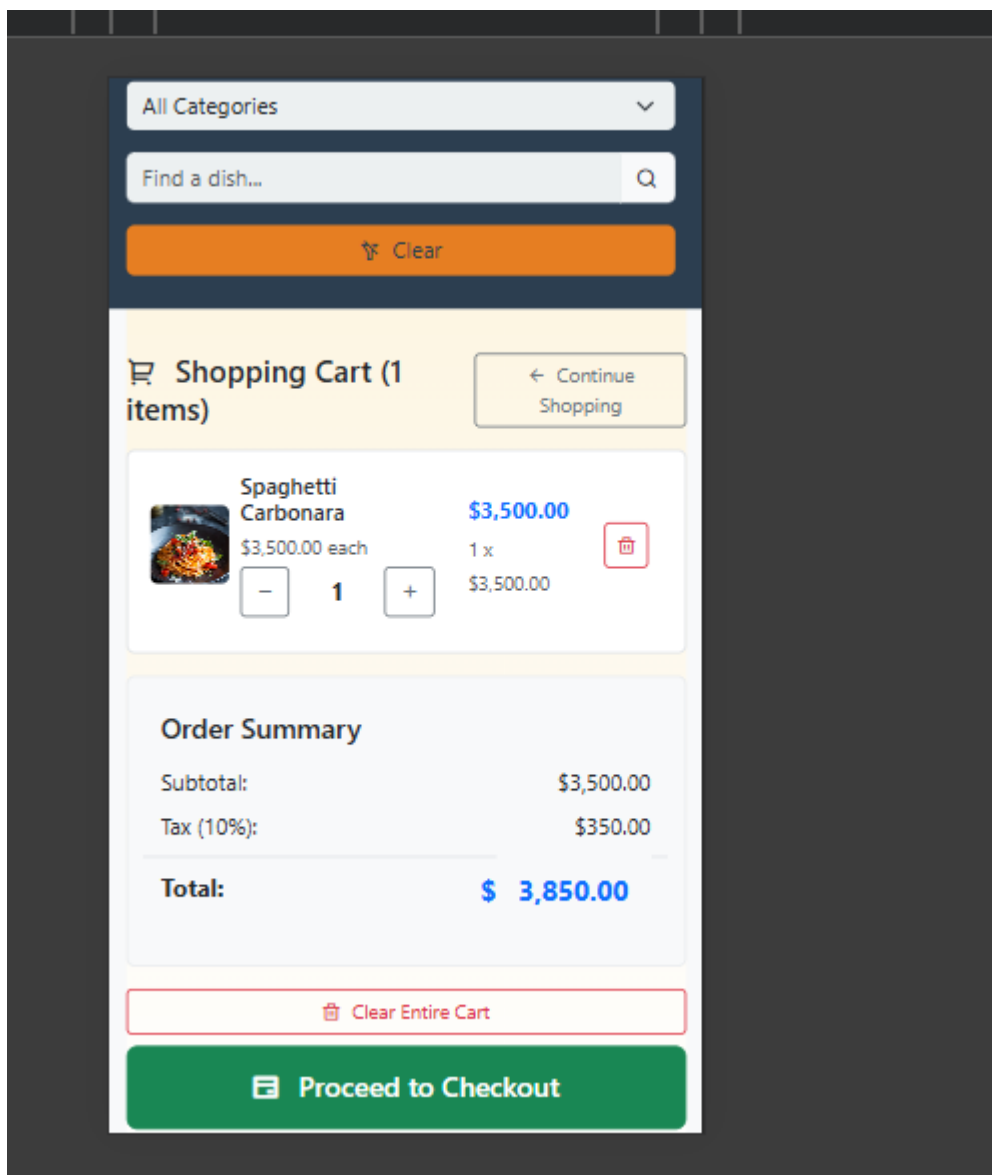 All Categories
Find a dish...
Clear
Shopping Cart (1
items)
← Continue
Shopping
Spaghetti
Carbonara
$3,500.00 each
− 1 +
$3,500.00
1 x
$3,500.00
Order Summary
Subtotal: $3,500.00
Tax (10%): $350.00
Total: $ 3,850.00
Clear Entire Cart
Proceed to Checkout